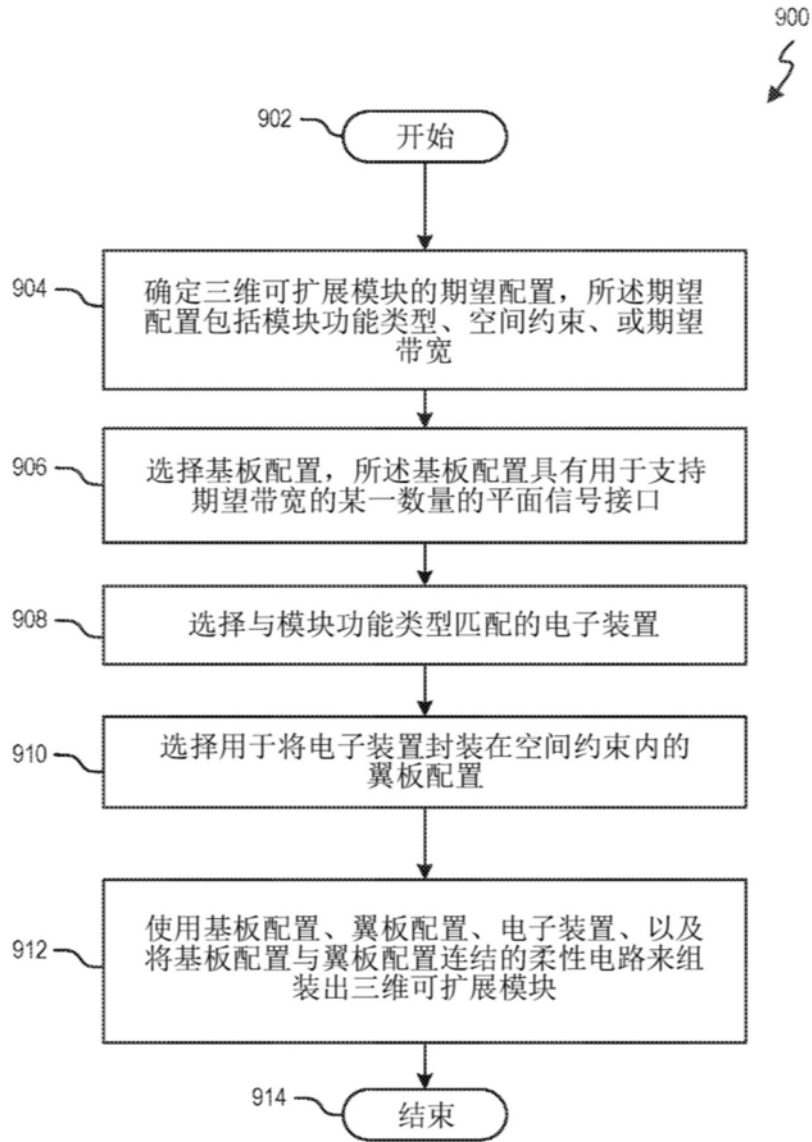 900
902
开始
904
确定三维可扩展模块的期望配置，所述期望
配置包括模块功能类型、空间约束、或期望
带宽
906
选择基板配置，所述基板配置具有用于支持
期望带宽的某一数量的平面信号接口
908
选择与模块功能类型匹配的电子装置
910
选择用于将电子装置封装在空间约束内的
翼板配置
912
使用基板配置、翼板配置、电子装置、以及
将基板配置与翼板配置连结的柔性电路来组
装出三维可扩展模块
914
结束